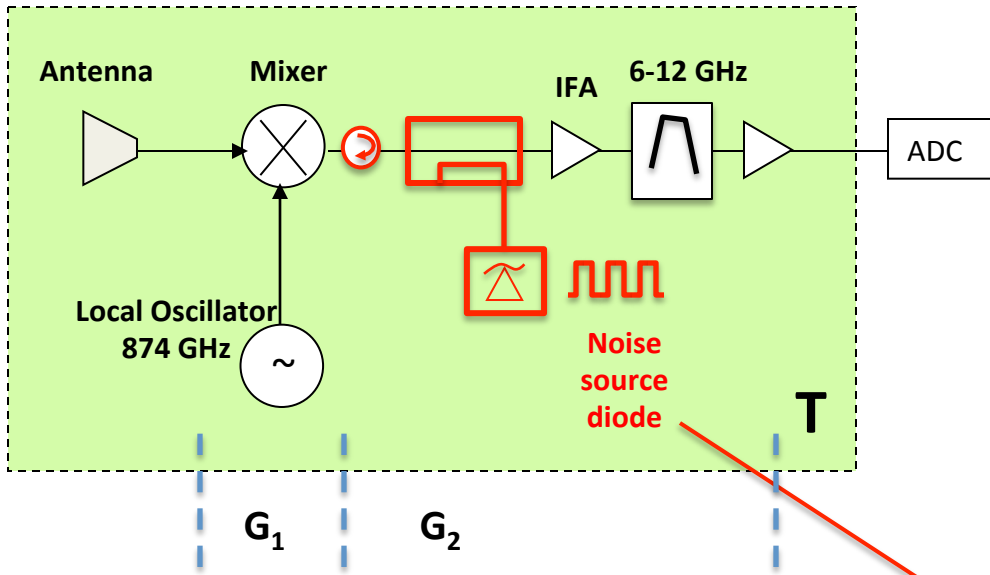 Antenna
Mixer
IFA
6-12 GHz
ADC
Local Oscillator
874 GHz
~
Noise
source
diode
T
G₁
G₂